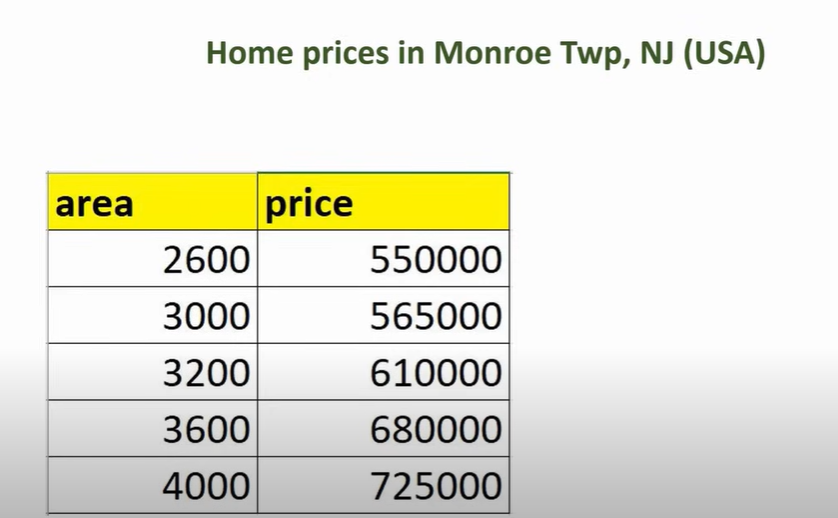 Home prices in Monroe Twp, NJ (USA)
area price
2600 550000
3000 565000
3200 610000
3600 680000
4000 725000